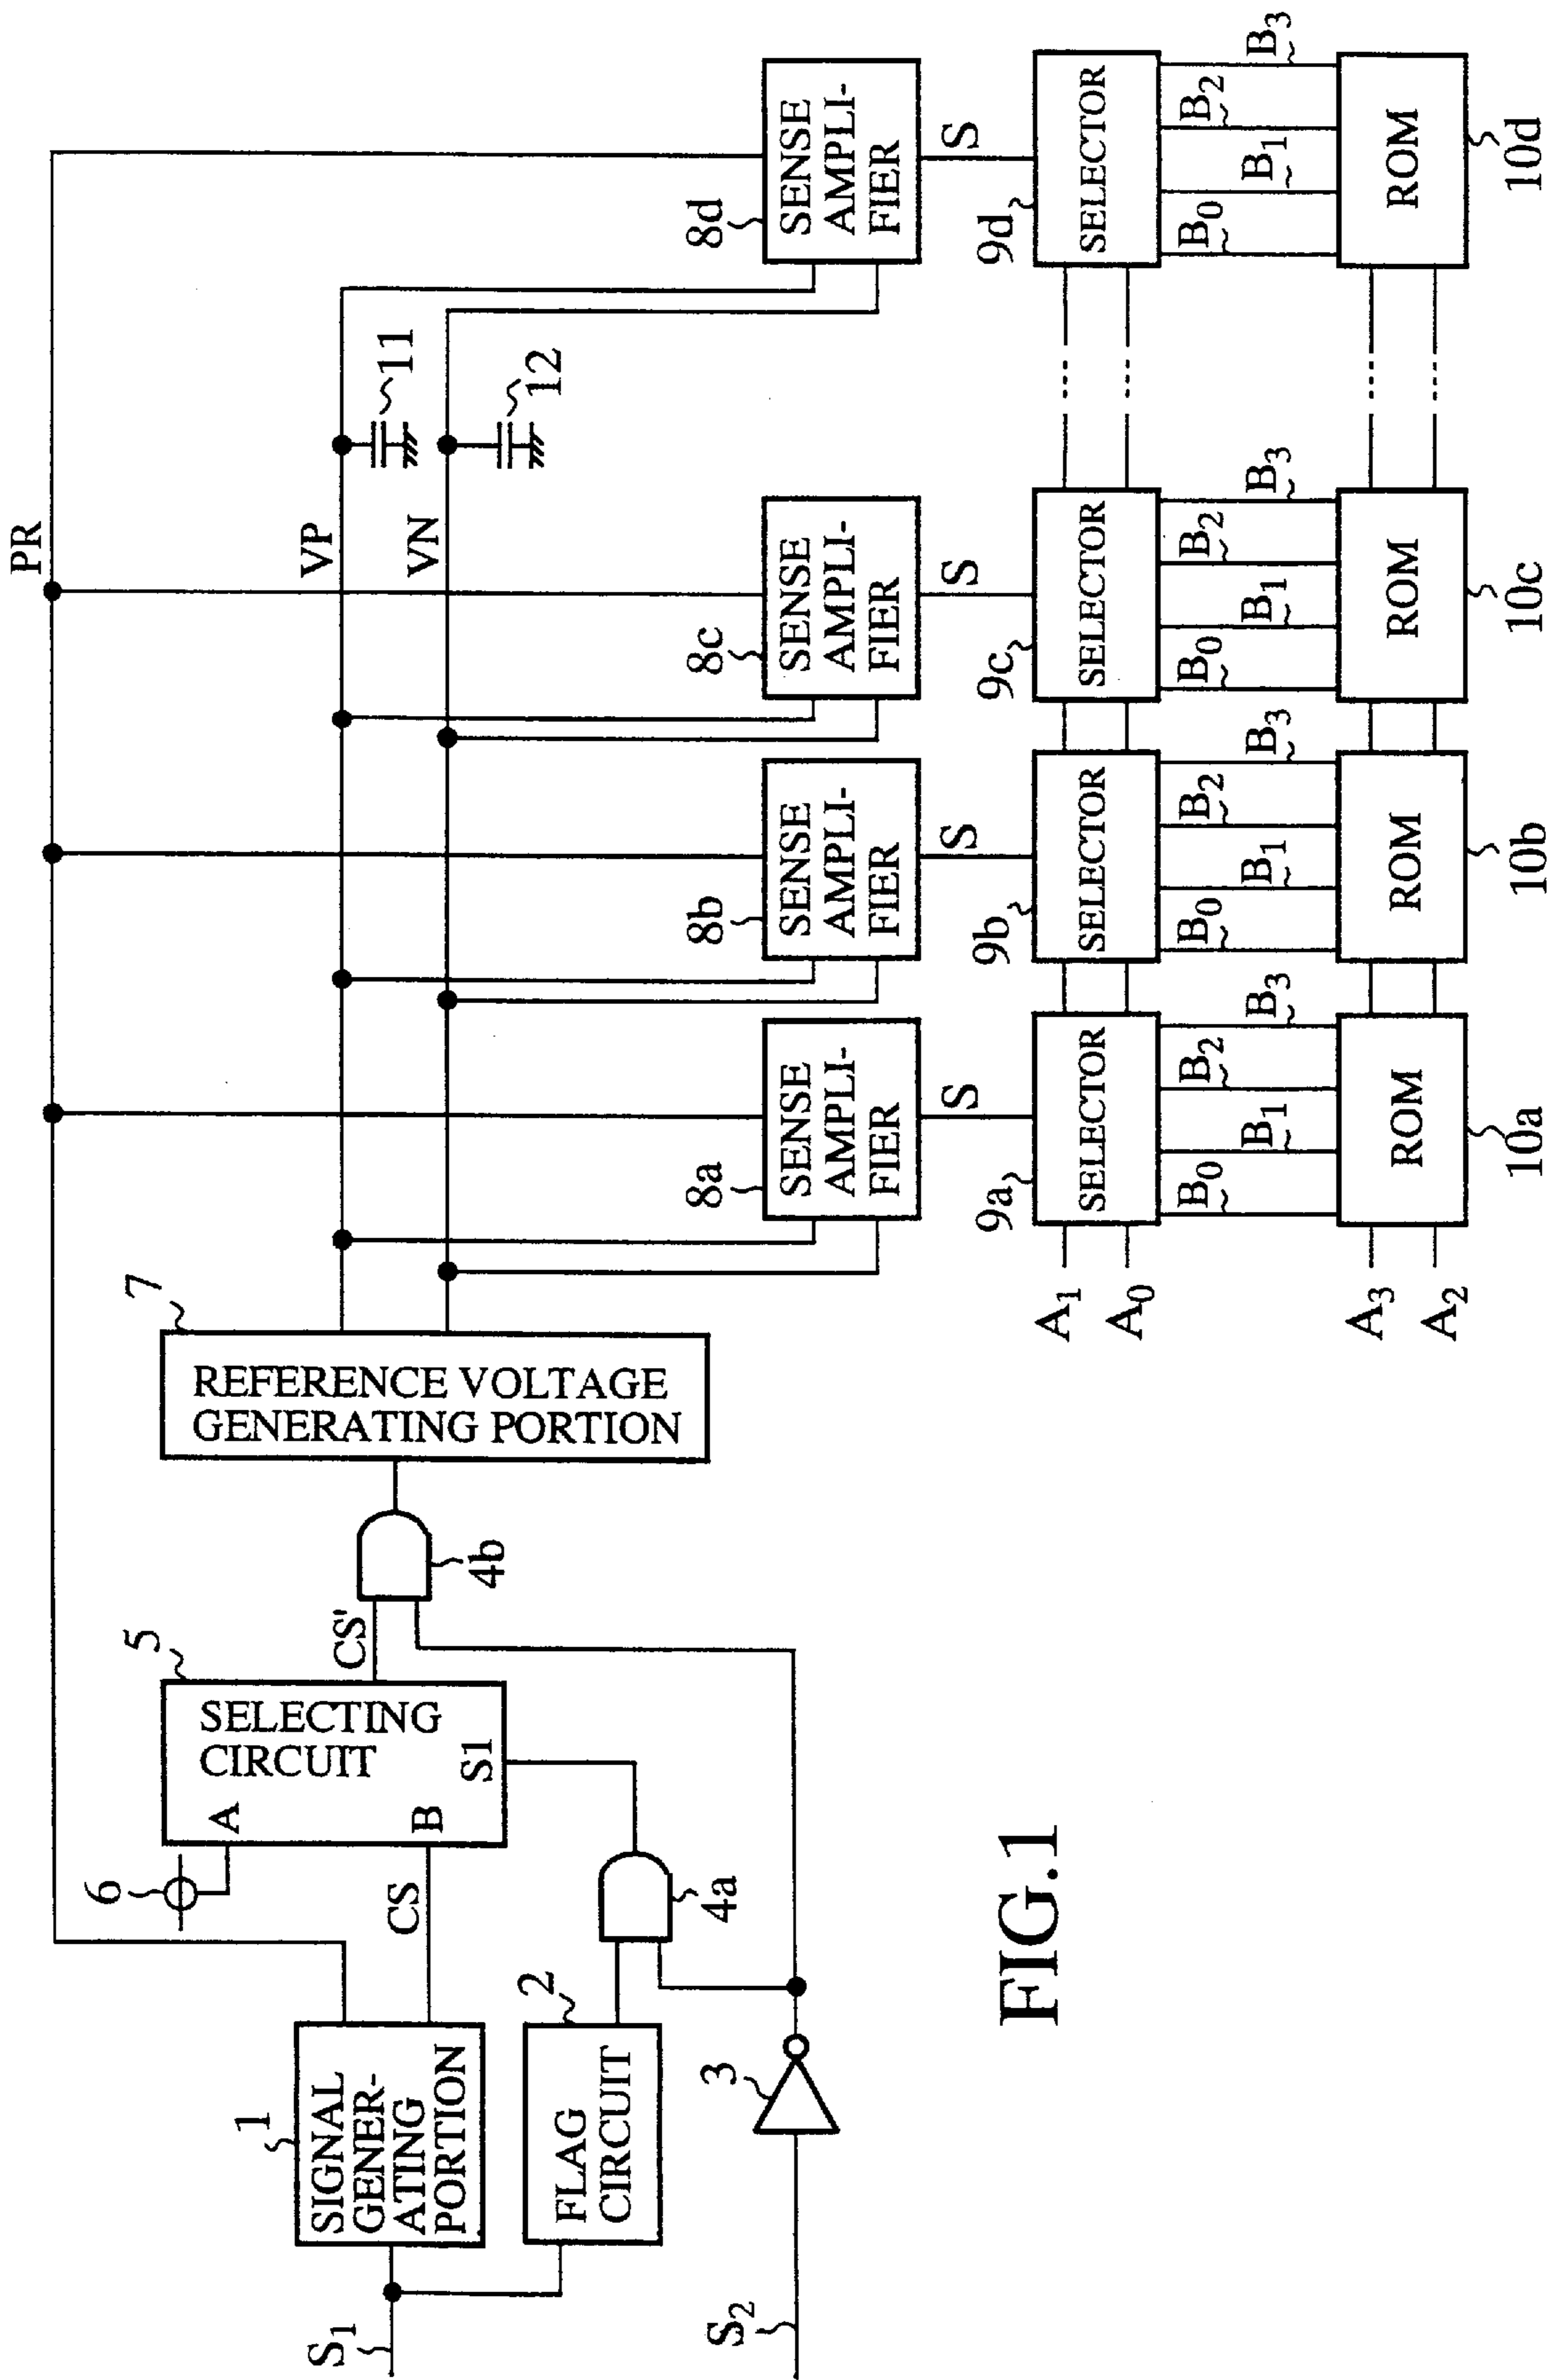 PR
VP
VN
11
12
7
REFERENCE VOLTAGE
GENERATING PORTION
4b
CS'
5
SELECTING
CIRCUIT
A
B
S1
6
CS
4a
1
SIGNAL
GENER-
ATING
PORTION
2
FLAG
CIRCUIT
3
S₁
S₂
8a
SENSE
AMPLI-
FIER
8b
SENSE
AMPLI-
FIER
8c
SENSE
AMPLI-
FIER
8d
SENSE
AMPLI-
FIER
S
S
S
S
9a
SELECTOR
9b
SELECTOR
9c
SELECTOR
9d
SELECTOR
A₁
A₀
B₀
B₁
B₂
B₃
B₀
B₁
B₂
B₃
B₀
B₁
B₂
B₃
B₀
B₁
B₂
B₃
A₃
A₂
ROM
ROM
ROM
ROM
10a
10b
10c
10d
FIG.1